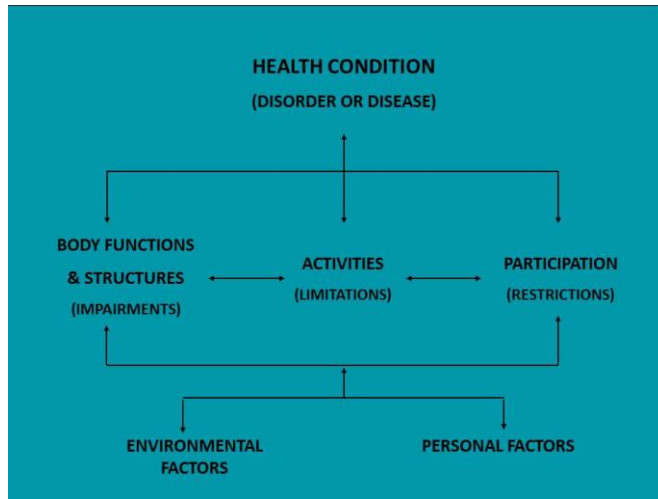 HEALTH CONDITION
(DISORDER OR DISEASE)
BODY FUNCTIONS
& STRUCTURES
(IMPAIRMENTS)
ACTIVITIES
(LIMITATIONS)
PARTICIPATION
(RESTRICTIONS)
ENVIRONMENTAL
FACTORS
PERSONAL FACTORS